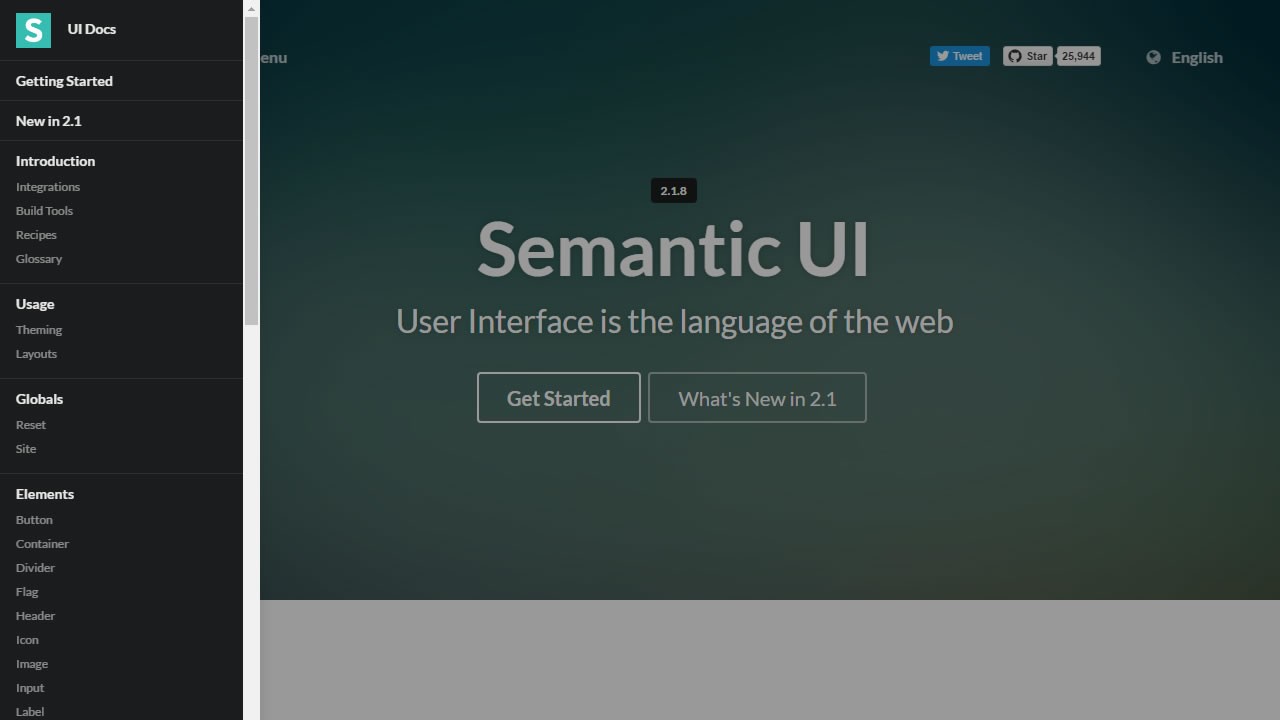 S UI Docs
Getting Started
New in 2.1
Introduction
Integrations
Build Tools
Recipes
Glossary
Usage
Theming
Layouts
Globals
Reset
Site
Elements
Button
Container
Divider
Flag
Header
Icon
Image
Input
Label
enu
Tweet Star 25,944 English
2.1.8
Semantic UI
User Interface is the language of the web
Get Started What's New in 2.1